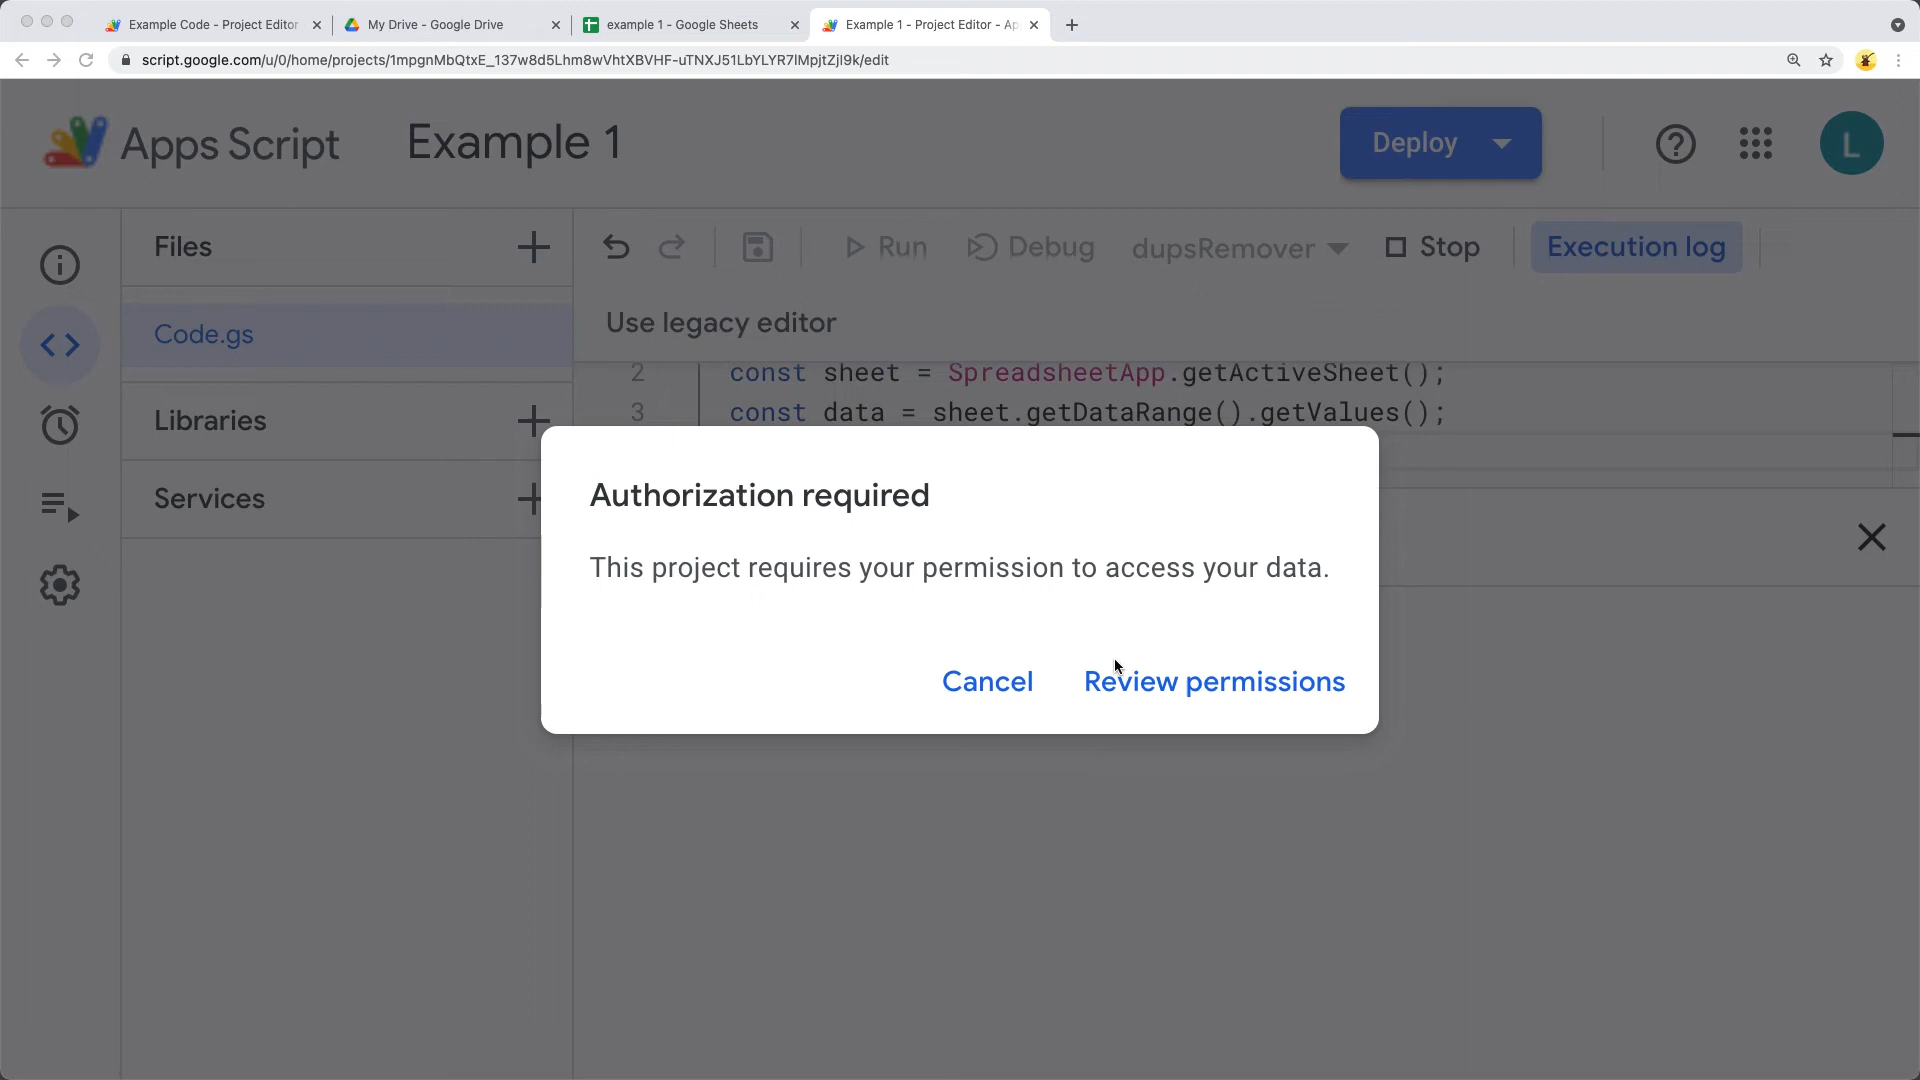 Example Code - Project Editor
My Drive - Google Drive
example 1 - Google Sheets
Example 1 - Project Editor - Ap
script.google.com/u/0/home/projects/1mpgnMbQtxE_137w8d5Lhm8wVhtXBVHF-uTNXJ51LbYLYR7lMpjtZjl9k/edit
Apps Script
Example 1
Deploy
L
Files
Run
Debug
dupsRemover
Stop
Execution log
Code.gs
Use legacy editor
2 const sheet = SpreadsheetApp.getActiveSheet();
3 const data = sheet.getDataRange().getValues();
Libraries
Services
Authorization required
This project requires your permission to access your data.
Cancel
Review permissions